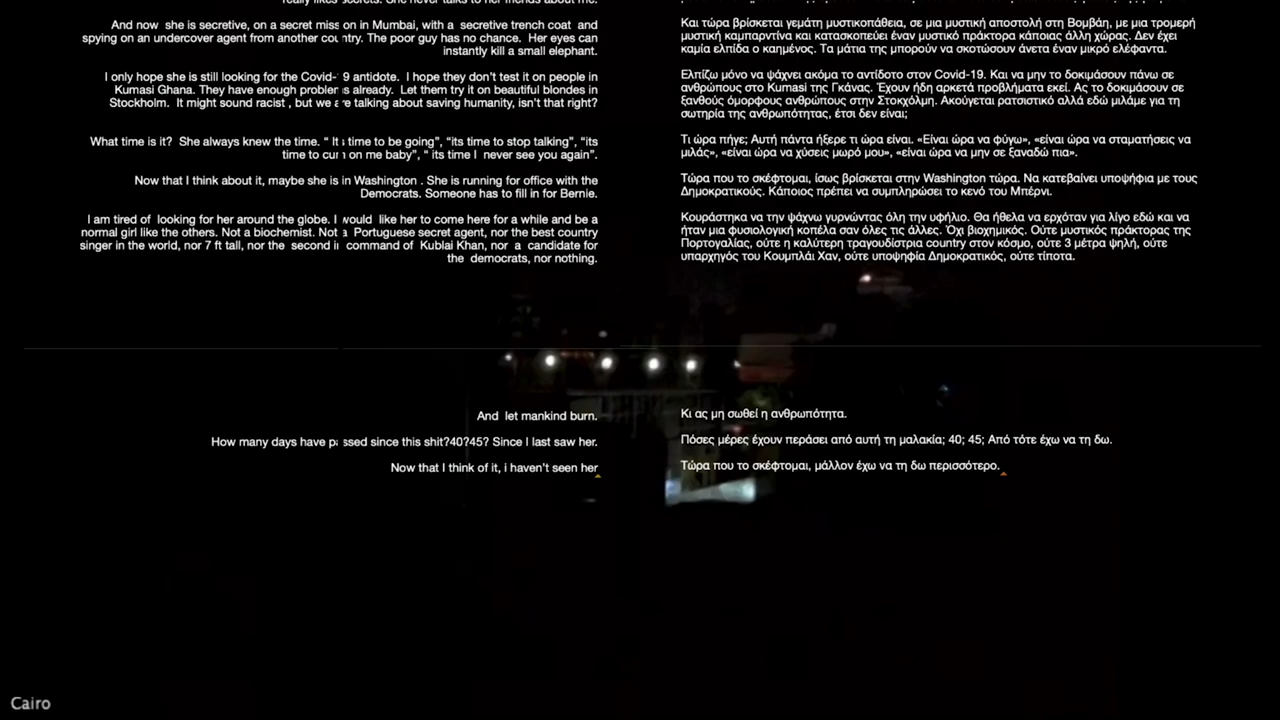 really likes secrets. She never talks to her friends about me.
And now she is secretive, on a secret mission in Mumbai, with a secretive trench coat and
spying on an undercover agent from another country. The poor guy has no chance. Her eyes can
instantly kill a small elephant.
I only hope she is still looking for the Covid-19 antidote. I hope they don't test it on people in
Kumasi Ghana. They have enough problems already. Let them try it on beautiful blondes in
Stockholm. It might sound racist , but we are talking about saving humanity, isn't that right?
What time is it? She always knew the time. “ Its time to be going”, “its time to stop talking”, “its
time to cum on me baby”, “ its time I never see you again”.
Now that I think about it, maybe she is in Washington . She is running for office with the
Democrats. Someone has to fill in for Bernie.
I am tired of looking for her around the globe. I would like her to come here for a while and be a
normal girl like the others. Not a biochemist. Not a Portuguese secret agent, nor the best country
singer in the world, nor 7 ft tall, nor the second in command of Kublai Khan, nor a candidate for
the democrats, nor nothing.
And let mankind burn.
How many days have passed since this shit?40?45? Since I last saw her.
Now that I think of it, i haven't seen her
Και τώρα βρίσκεται γεμάτη μυστικοπάθεια, σε μια μυστική αποστολή στη Βομβάη, με μια τρομερή
μυστική καμπαρντίνα και κατασκοπεύει έναν μυστικό πράκτορα κάποιας άλλη χώρας. Δεν έχει
καμία ελπίδα ο καημένος. Τα μάτια της μπορούν να σκοτώσουν άνετα έναν μικρό ελέφαντα.
Ελπίζω μόνο να ψάχνει ακόμα το αντίδοτο στον Covid-19. Και να μην το δοκιμάσουν πάνω σε
ανθρώπους στο Kumasi της Γκάνας. Έχουν ήδη αρκετά προβλήματα εκεί. Ας το δοκιμάσουν σε
ξανθούς όμορφους ανθρώπους στην Στοκχόλμη. Ακούγεται ρατσιστικό αλλά εδώ μιλάμε για τη
σωτηρία της ανθρωπότητας, έτσι δεν είναι;
Τι ώρα πήγε; Αυτή πάντα ήξερε τι ώρα είναι. «Είναι ώρα να φύγω», «είναι ώρα να σταματήσεις να
μιλάς», «είναι ώρα να χύσεις μωρό μου», «είναι ώρα να μην σε ξαναδώ πια».
Τώρα που το σκέφτομαι, ίσως βρίσκεται στην Washington τώρα. Να κατεβαίνει υποψήφια με τους
Δημοκρατικούς. Κάποιος πρέπει να συμπληρώσει το κενό του Μπέρνι.
Κουράστηκα να την ψάχνω γυρνώντας όλη την υφήλιο. Θα ήθελα να ερχόταν για λίγο εδώ και να
ήταν μια φυσιολογική κοπέλα σαν όλες τις άλλες. Όχι βιοχημικός. Ούτε μυστικός πράκτορας της
Πορτογαλίας, ούτε η καλύτερη τραγουδίστρια country στον κόσμο, ούτε 3 μέτρα ψηλή, ούτε
υπαρχηγός του Κουμπλάι Χαν, ούτε υποψηφία Δημοκρατικός, ούτε τίποτα.
Κι ας μη σωθεί η ανθρωπότητα.
Πόσες μέρες έχουν περάσει από αυτή τη μαλακία; 40; 45; Από τότε έχω να τη δω.
Τώρα που το σκέφτομαι, μάλλον έχω να τη δω περισσότερο.
Cairo